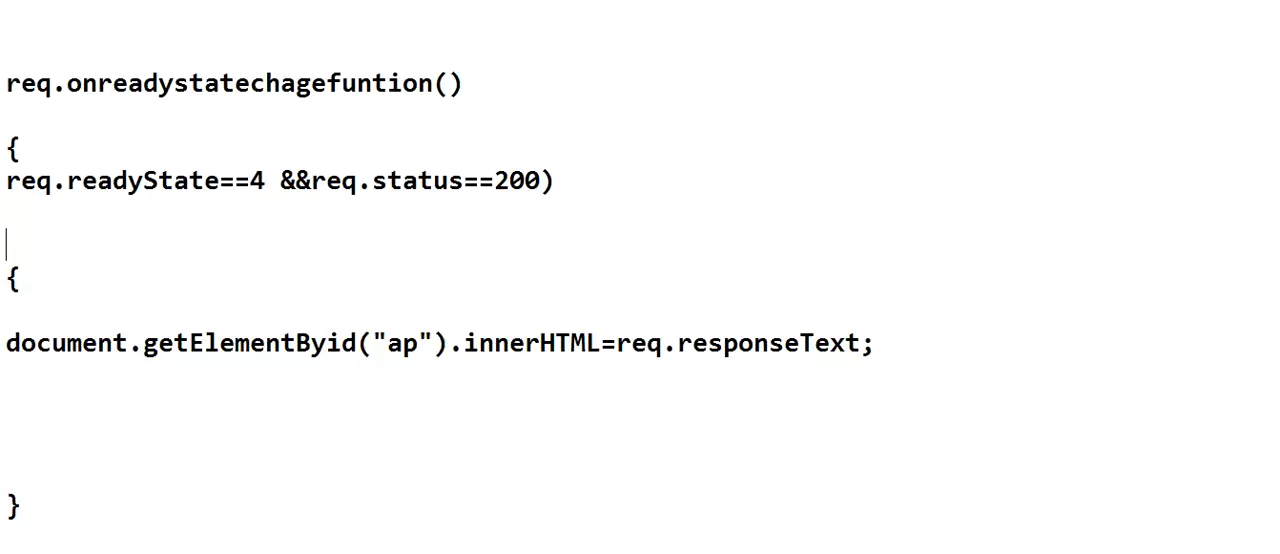 req.onreadystatechagefuntion()
{
req.readyState==4 &&req.status==200)
{
document.getElementByid("ap").innerHTML=req.responseText;
}